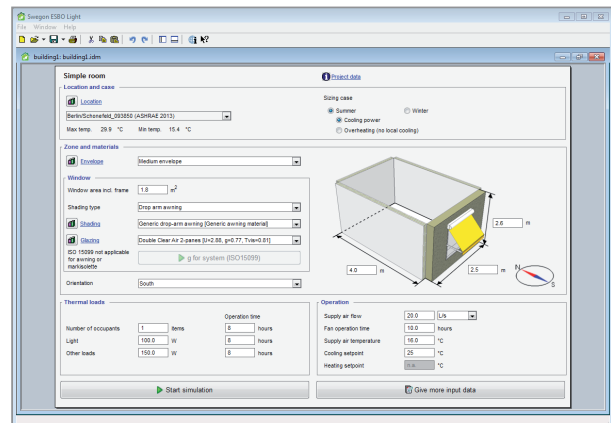 Swegon ESBO Light
File Window Help
building1: building1.idm
Simple room
Project data
Location and case
Location
Berlin/Schonefeld_093850 (ASHRAE 2013)
Max temp. 29.9 °C Min temp. 15.4 °C
Sizing case
Summer Winter
Cooling power
Overheating (no local cooling)
Zone and materials
Envelope Medium envelope
Window
Window area incl. frame 1.8 m2
Shading type Drop arm awning
Shading Generic drop-arm awning [Generic awning material]
Glazing Double Clear Air 2-panes [U=2.88, g=0.77, Tvis=0.81]
ISO 15099 not applicable
for awning or
markisolette
g for system (ISO15099)
Orientation South
2.6 m
4.0 m
2.5 m
N
S
Thermal loads
Operation time
Number of occupants 1 items 8 hours
Light 100.0 W 8 hours
Other loads 150.0 W 8 hours
Operation
Supply air flow 20.0 L/s
Fan operation time 10.0 hours
Supply air temperature 16.0 °C
Cooling setpoint 25 °C
Heating setpoint n.a. °C
Start simulation
Give more input data